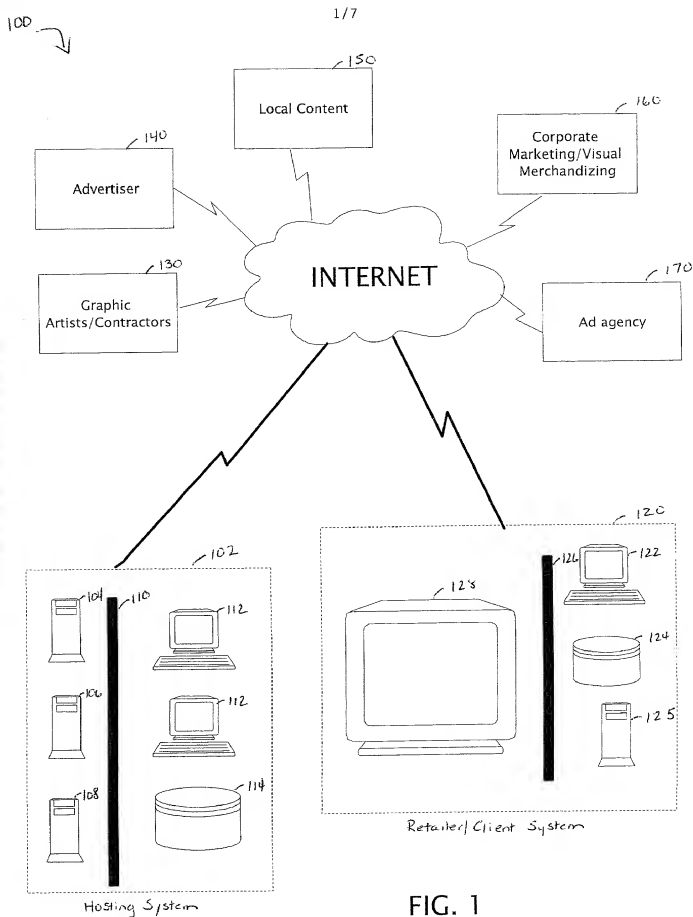 1/7
100
150
Local Content
160
Corporate
Marketing/Visual
Merchandizing
140
Advertiser
INTERNET
130
Graphic
Artists/Contractors
170
Ad agency
120
102
104
110
112
106
112
108
114
128
126
122
124
125
Retailer/Client System
Hosting System
FIG. 1